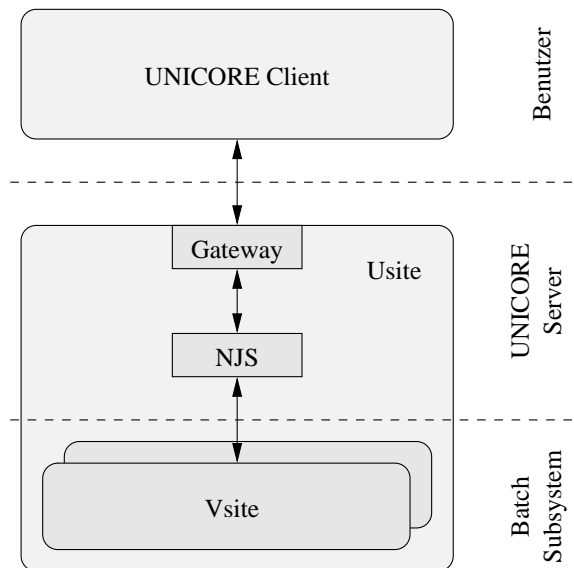 UNICORE Client
Benutzer
Gateway
Usite
NJS
UNICORE
Server
Vsite
Batch
Subsystem